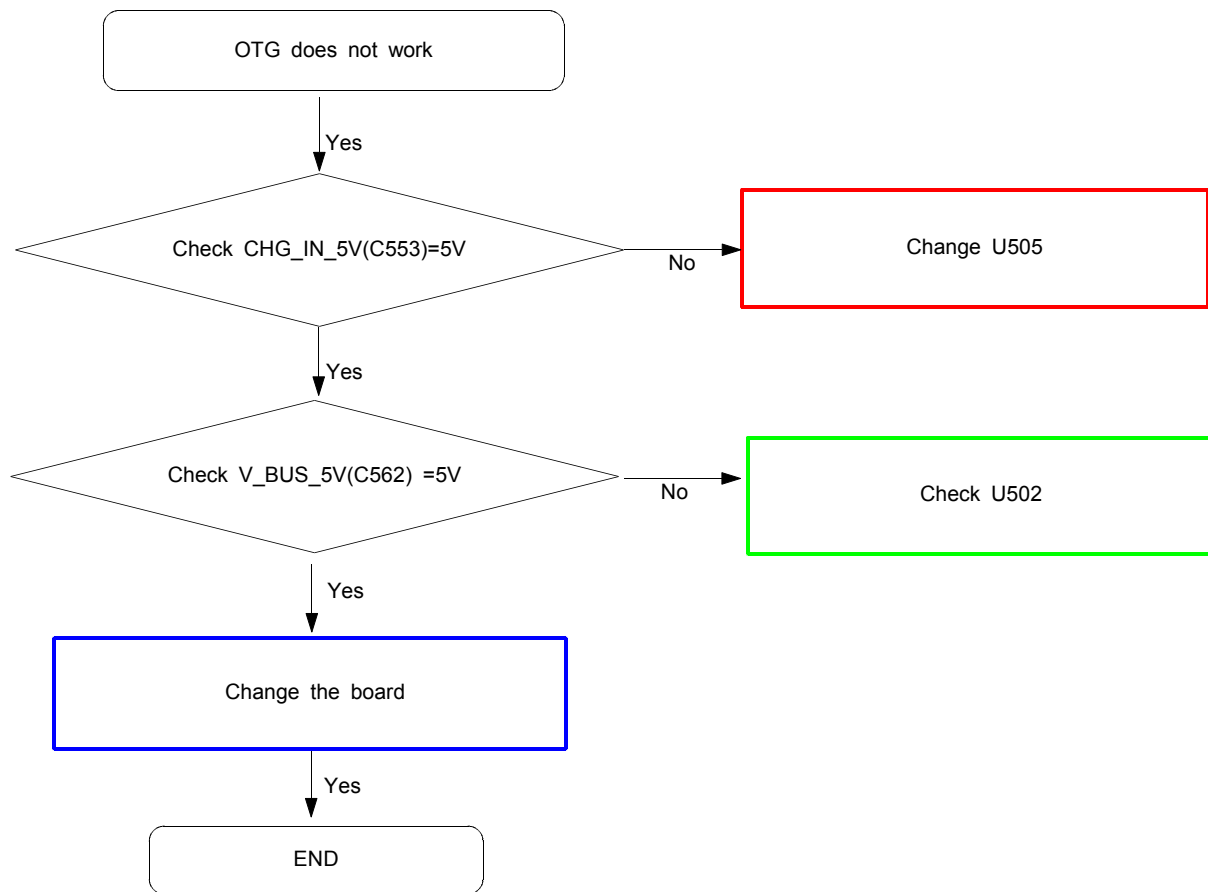 OTG does not work
Yes
Check CHG_IN_5V(C553)=5V
No
Change U505
Yes
Check V_BUS_5V(C562) =5V
No
Check U502
Yes
Change the board
Yes
END